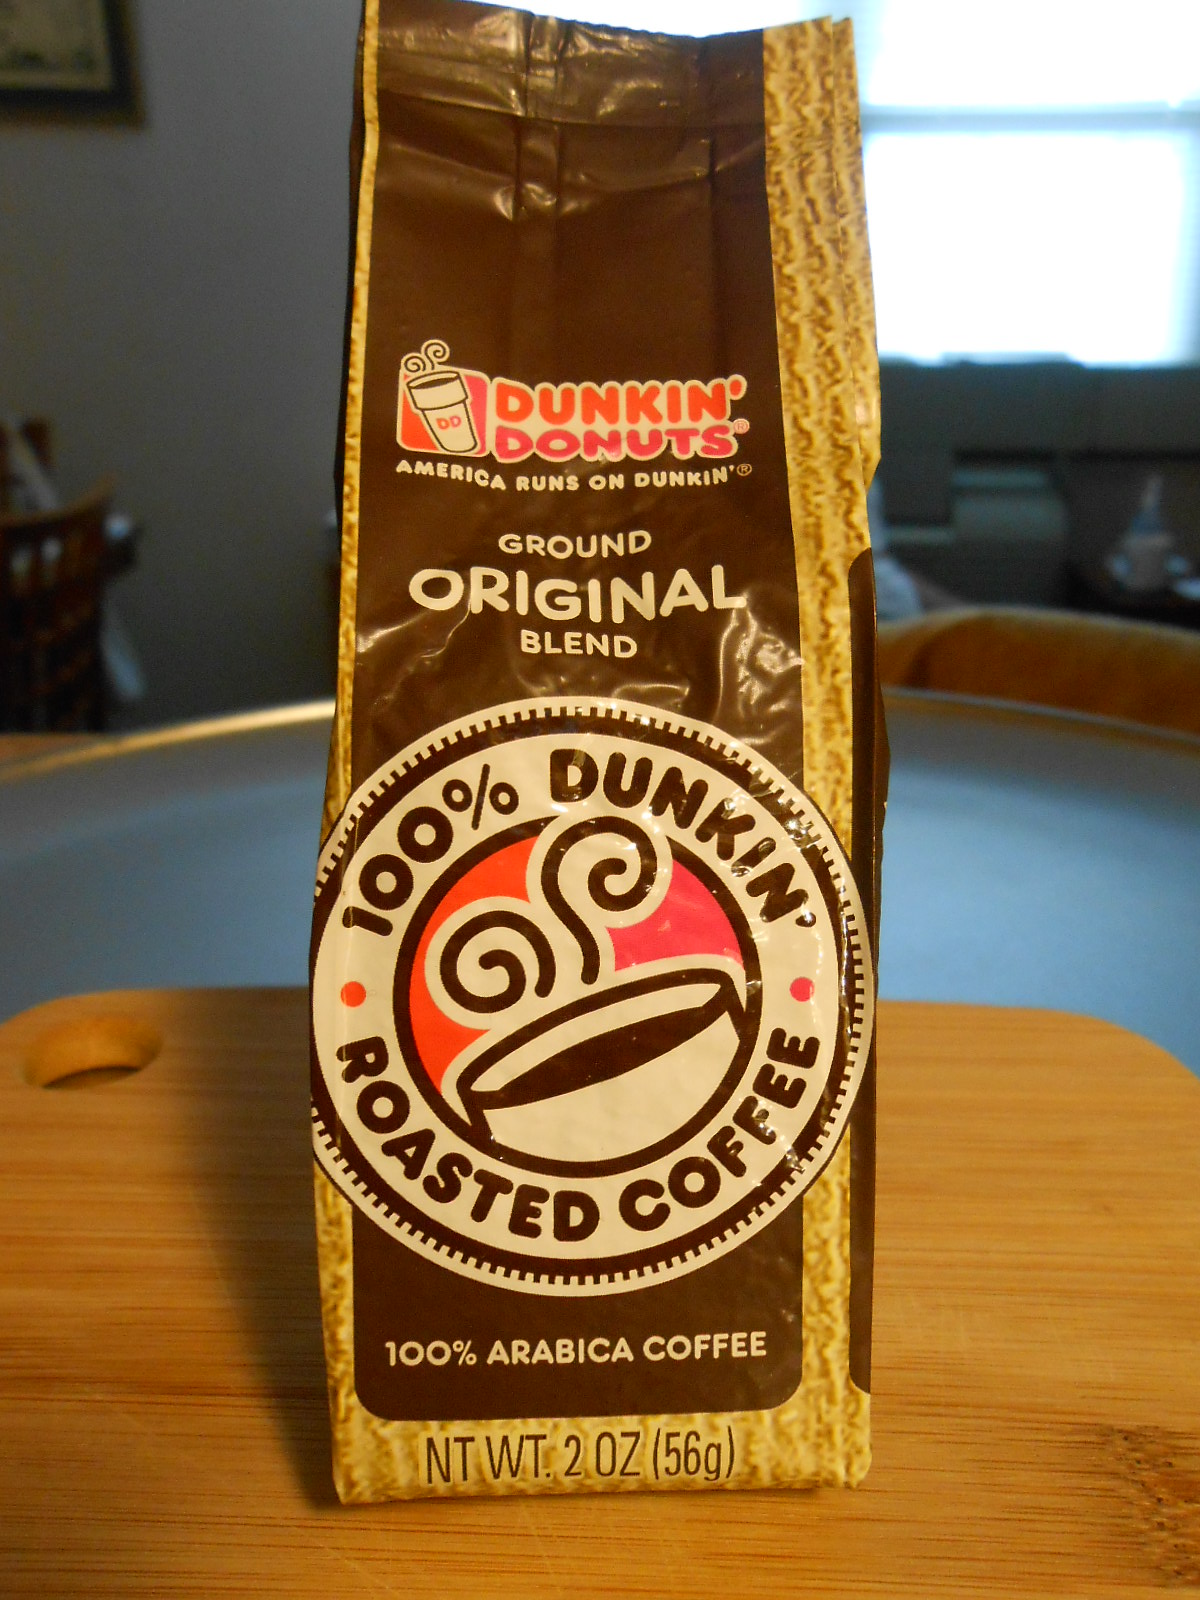 DD
DUNKIN'
DONUTS®
AMERICA RUNS ON DUNKIN'®
GROUND
ORIGINAL
BLEND
100% DUNKIN'
ROASTED COFFEE
100% ARABICA COFFEE
NT WT. 2 OZ (56g)